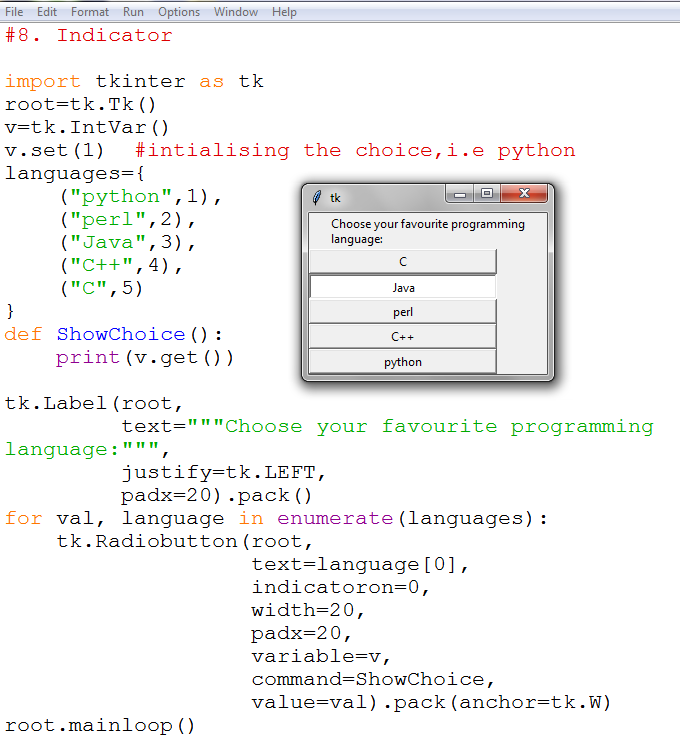 File Edit Format Run Options Window Help
#8. Indicator
import tkinter as tk
root=tk.Tk()
v=tk.IntVar()
v.set(1)  #intialising the choice,i.e python
languages={
    ("python",1),
    ("perl",2),
    ("Java",3),
    ("C++",4),
    ("C",5)
}
def ShowChoice():
    print(v.get())
tk.Label(root,
         text="""Choose your favourite programming
language:""",
         justify=tk.LEFT,
         padx=20).pack()
for val, language in enumerate(languages):
    tk.Radiobutton(root,
                   text=language[0],
                   indicatoron=0,
                   width=20,
                   padx=20,
                   variable=v,
                   command=ShowChoice,
                   value=val).pack(anchor=tk.W)
root.mainloop()
tk
Choose your favourite programming
language:
C
Java
perl
C++
python